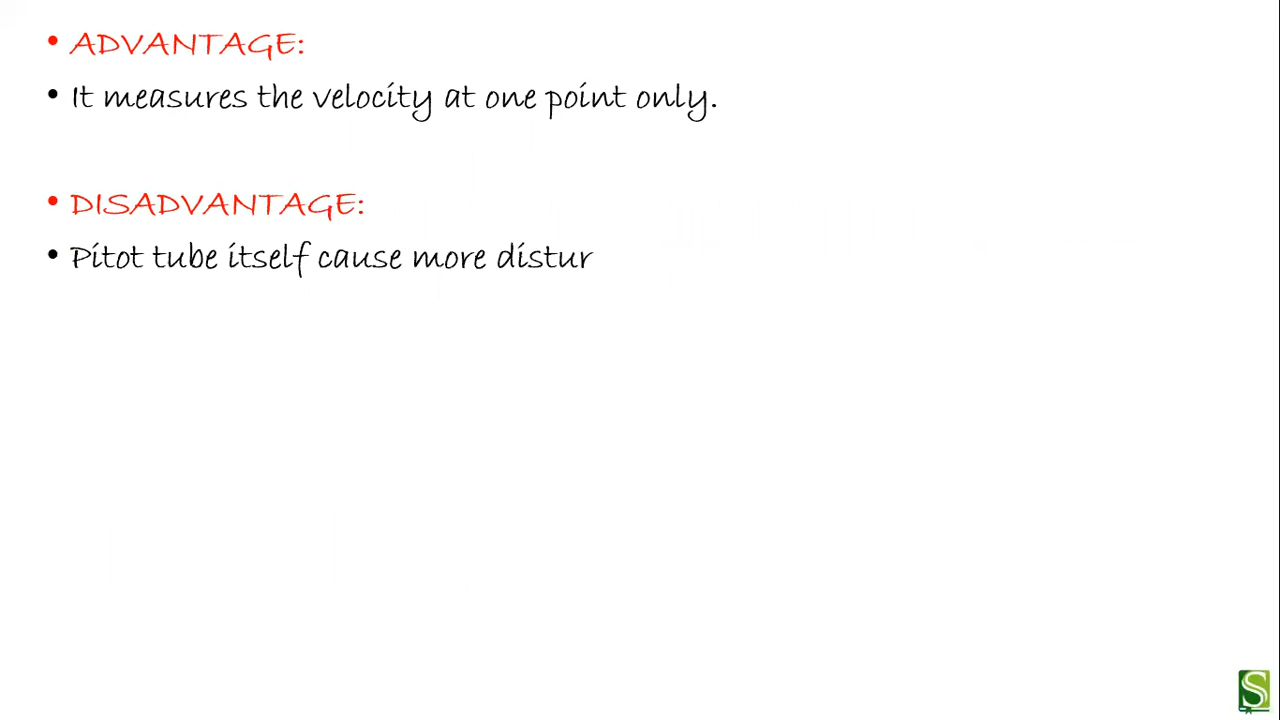 • ADVANTAGE:
• It measures the velocity at one point only.
• DISADVANTAGE:
• Pitot tube itself cause more distur
S